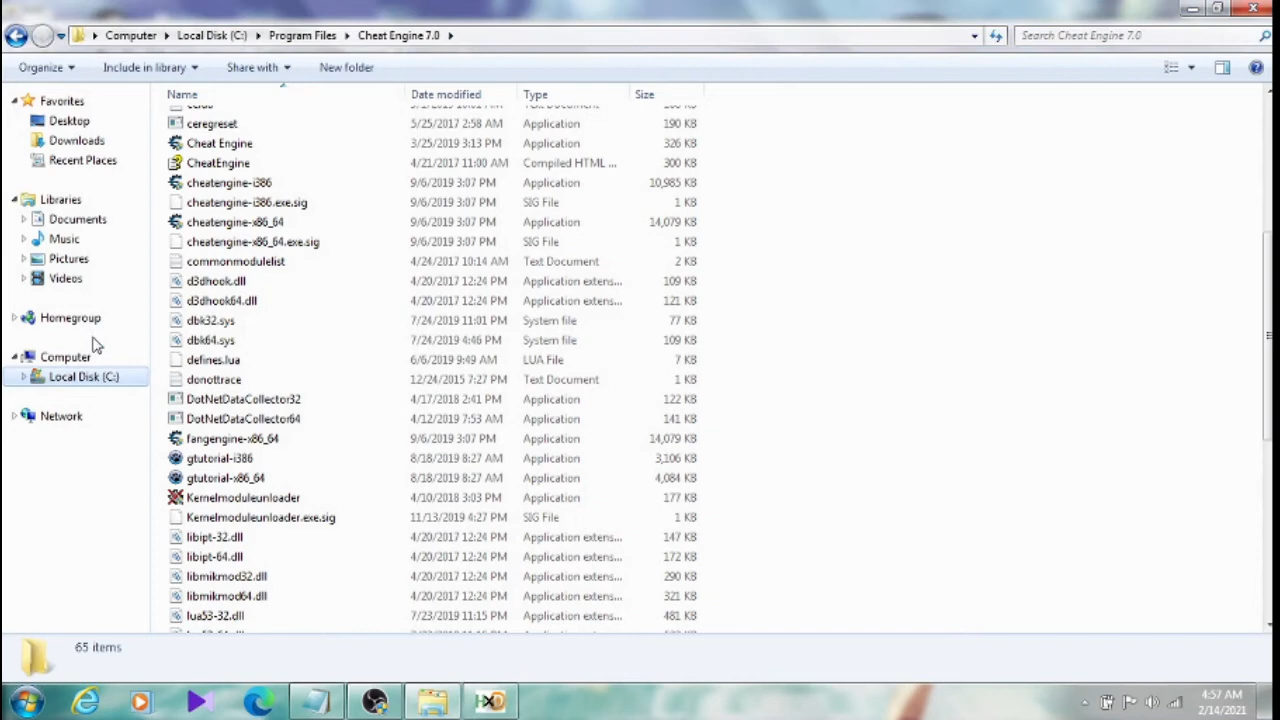 Computer Local Disk (C:) Program Files Cheat Engine 7.0 Search Cheat Engine 7.0
Organize Include in library Share with New folder
Name Date modified Type Size
ceregreset 5/25/2017 2:58 AM Application 190 KB
Cheat Engine 3/25/2019 3:13 PM Application 326 KB
CheatEngine 4/21/2017 11:00 AM Compiled HTML ... 300 KB
cheatengine-i386 9/6/2019 3:07 PM Application 10,985 KB
cheatengine-i386.exe.sig 9/6/2019 3:07 PM SIG File 1 KB
cheatengine-x86_64 9/6/2019 3:07 PM Application 14,079 KB
cheatengine-x86_64.exe.sig 9/6/2019 3:07 PM SIG File 1 KB
commonmodulelist 4/24/2017 10:14 AM Text Document 2 KB
d3dhook.dll 4/20/2017 12:24 PM Application extens... 109 KB
d3dhook64.dll 4/20/2017 12:24 PM Application extens... 121 KB
dbk32.sys 7/24/2019 11:01 PM System file 77 KB
dbk64.sys 7/24/2019 4:46 PM System file 109 KB
defines.lua 6/6/2019 9:49 AM LUA File 7 KB
donottrace 12/24/2015 7:27 PM Text Document 1 KB
DotNetDataCollector32 4/17/2018 2:41 PM Application 122 KB
DotNetDataCollector64 4/12/2019 7:53 AM Application 141 KB
fangengine-x86_64 9/6/2019 3:07 PM Application 14,079 KB
gtutorial-i386 8/18/2019 8:27 AM Application 3,106 KB
gtutorial-x86_64 8/18/2019 8:27 AM Application 4,084 KB
Kernelmoduleunloader 4/10/2018 3:03 PM Application 177 KB
Kernelmoduleunloader.exe.sig 11/13/2019 4:27 PM SIG File 1 KB
libipt-32.dll 4/20/2017 12:24 PM Application extens... 147 KB
libipt-64.dll 4/20/2017 12:24 PM Application extens... 172 KB
libmikmod32.dll 4/20/2017 12:24 PM Application extens... 290 KB
libmikmod64.dll 4/20/2017 12:24 PM Application extens... 321 KB
lua53-32.dll 7/23/2019 11:15 PM Application extens... 481 KB
Favorites
Desktop
Downloads
Recent Places
Libraries
Documents
Music
Pictures
Videos
Homegroup
Computer
Local Disk (C:)
Network
65 items
4:57 AM
2/14/2021